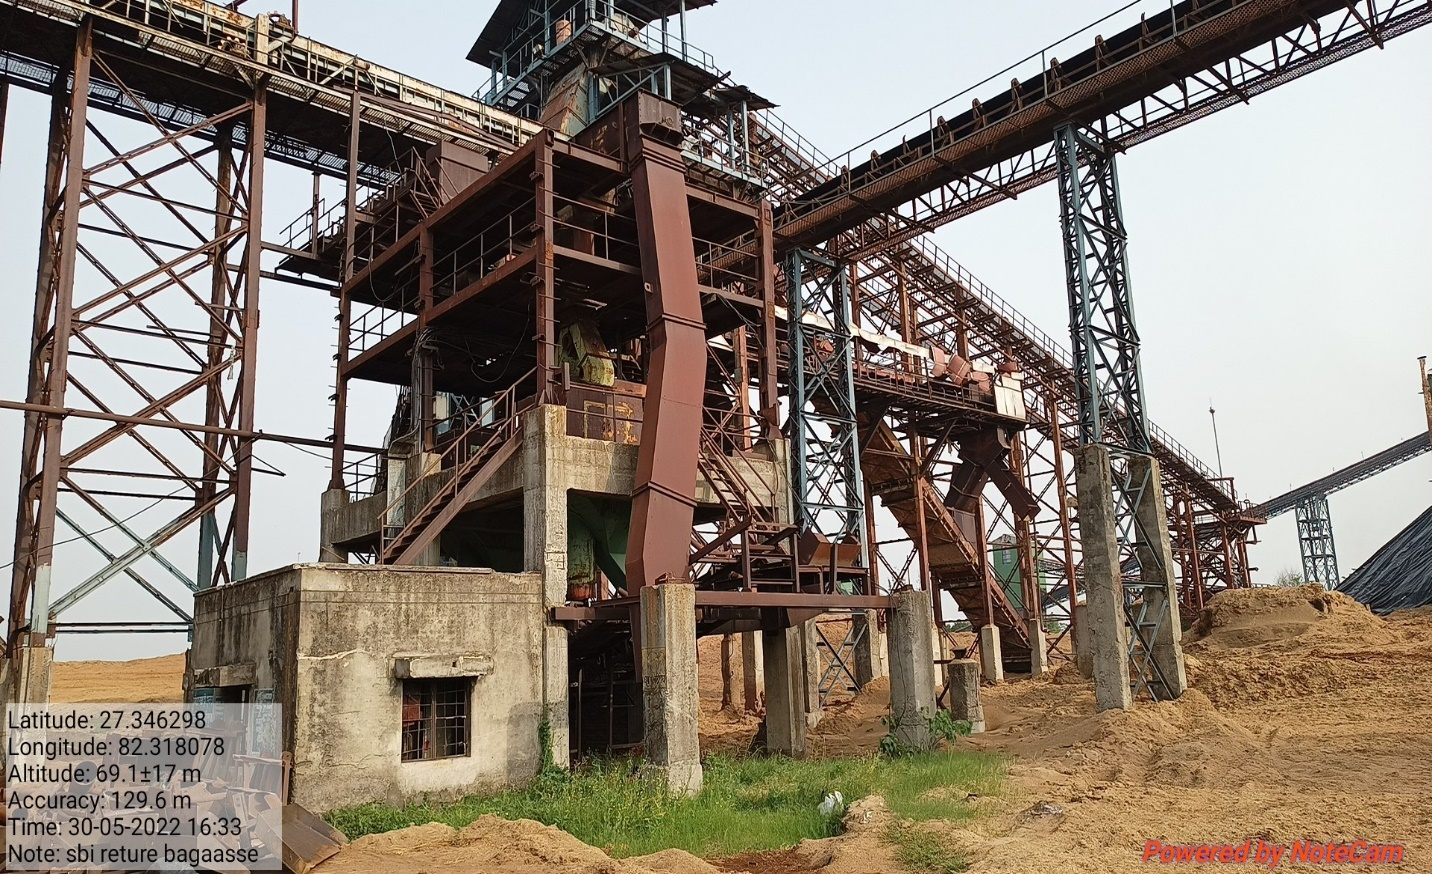 Latitude: 27.346298
Longitude: 82.318078
Altitude: 69.1±17 m
Accuracy: 129.6 m
Time: 30-05-2022 16:33
Note: sbi reture bagaasse
Powered by NoteCam